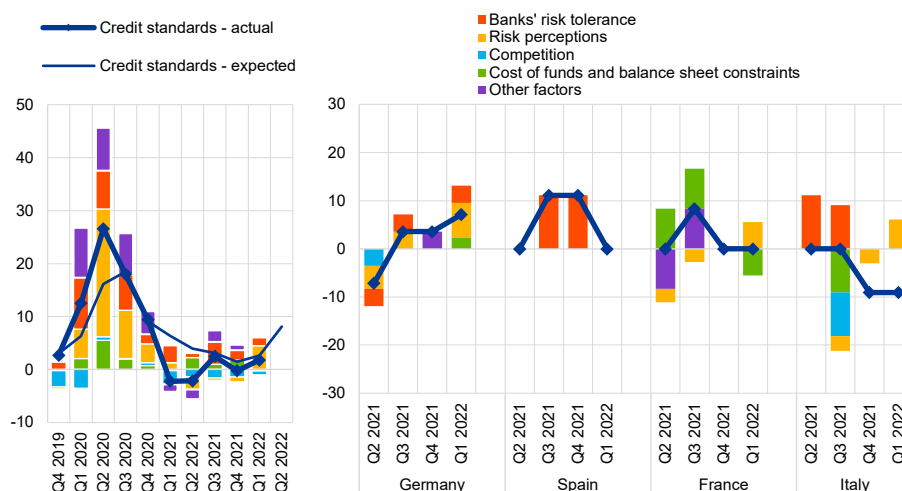 Credit standards - actual
Credit standards - expected
Banks' risk tolerance
Risk perceptions
Competition
Cost of funds and balance sheet constraints
Other factors
50
40
30
20
10
0
-10
Q4 2019
Q1 2020
Q2 2020
Q3 2020
Q4 2020
Q1 2021
Q2 2021
Q3 2021
Q4 2021
Q1 2022
Q2 2022
30
20
10
0
-10
-20
-30
Q2 2021
Q3 2021
Q4 2021
Q1 2022
Q2 2021
Q3 2021
Q4 2021
Q1 2022
Q2 2021
Q3 2021
Q4 2021
Q1 2022
Q2 2021
Q3 2021
Q4 2021
Q1 2022
Germany
Spain
France
Italy